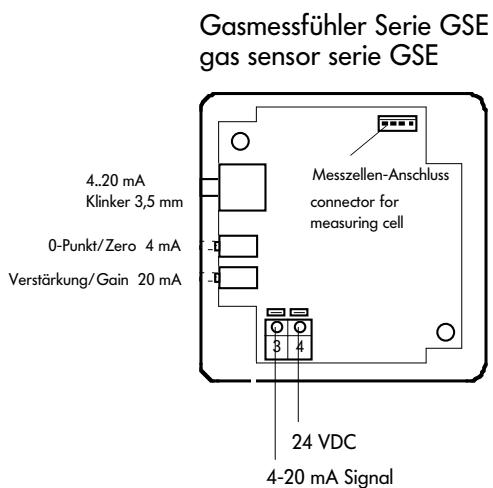 Gasmessfühler Serie GSE
gas sensor serie GSE
4..20 mA
Klinker 3,5 mm
Messzellen-Anschluss
connector for
measuring cell
0-Punkt/Zero 4 mA
Verstärkung/Gain 20 mA
3 4
24 VDC
4-20 mA Signal